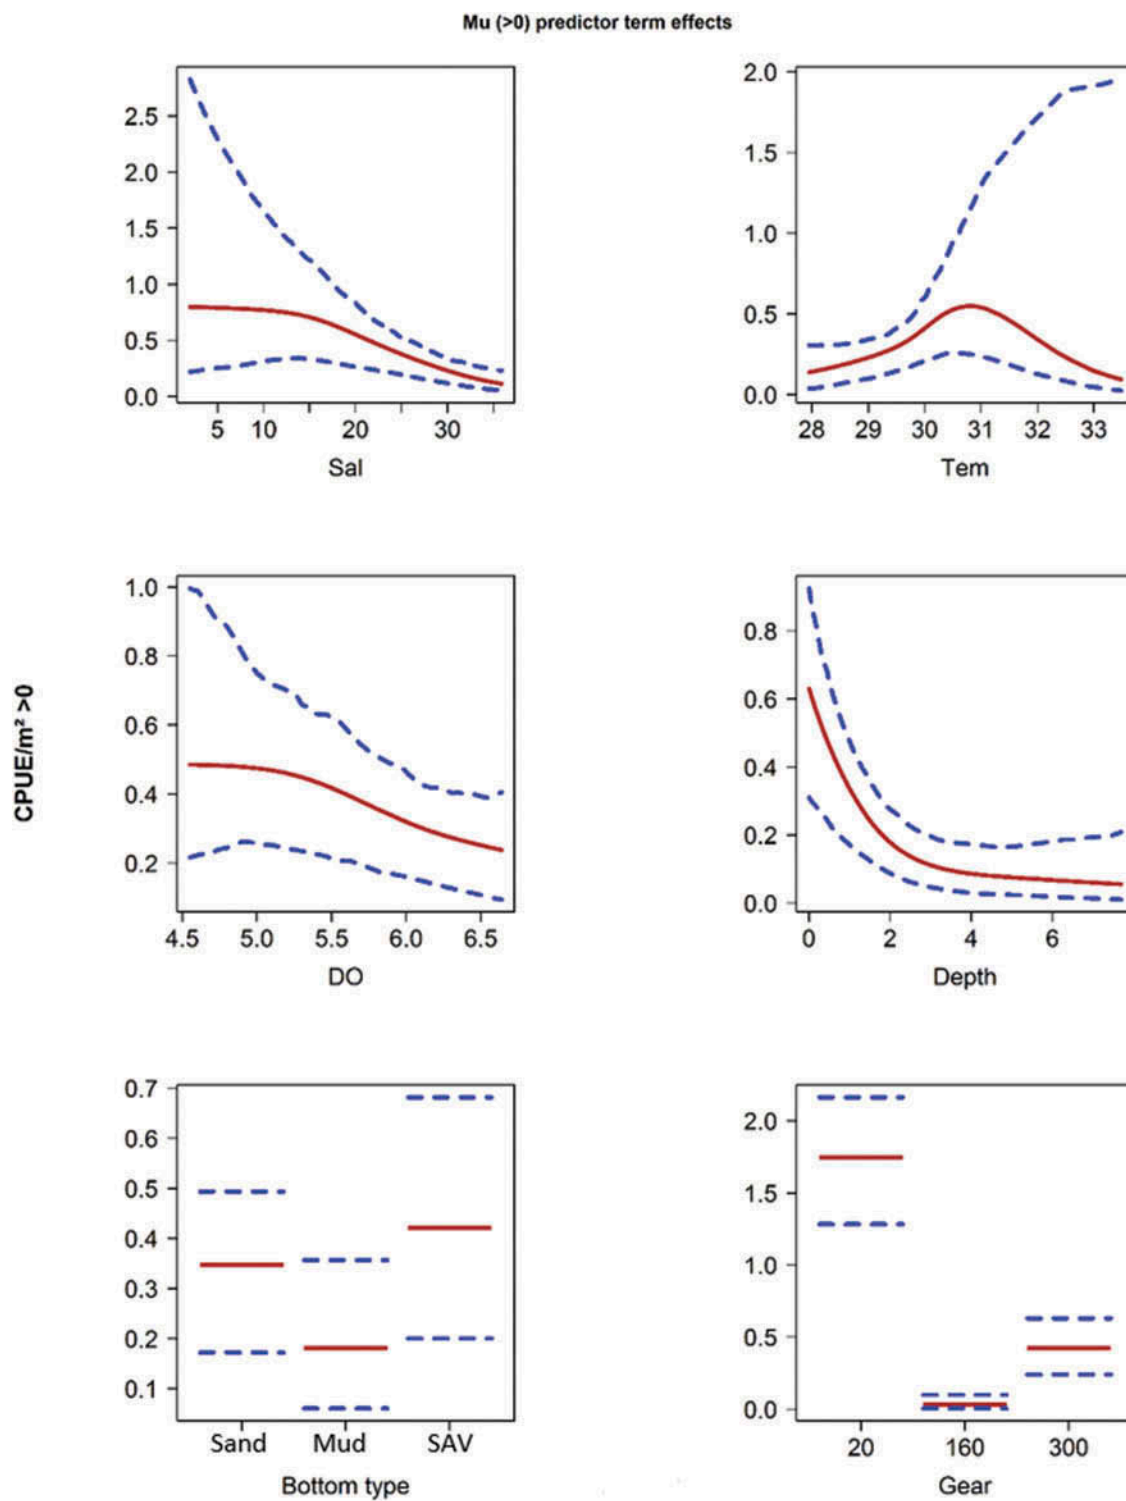 Mu (>0) predictor term effects
CPUE/m² >0
2.5
2.0
1.5
1.0
0.5
0.0
5 10 20 30
Sal
2.0
1.5
1.0
0.5
0.0
28 29 30 31 32 33
Tem
1.0
0.8
0.6
0.4
0.2
4.5 5.0 5.5 6.0 6.5
DO
0.8
0.6
0.4
0.2
0.0
0 2 4 6
Depth
0.7
0.6
0.5
0.4
0.3
0.2
0.1
Sand Mud SAV
Bottom type
2.0
1.5
1.0
0.5
0.0
20 160 300
Gear